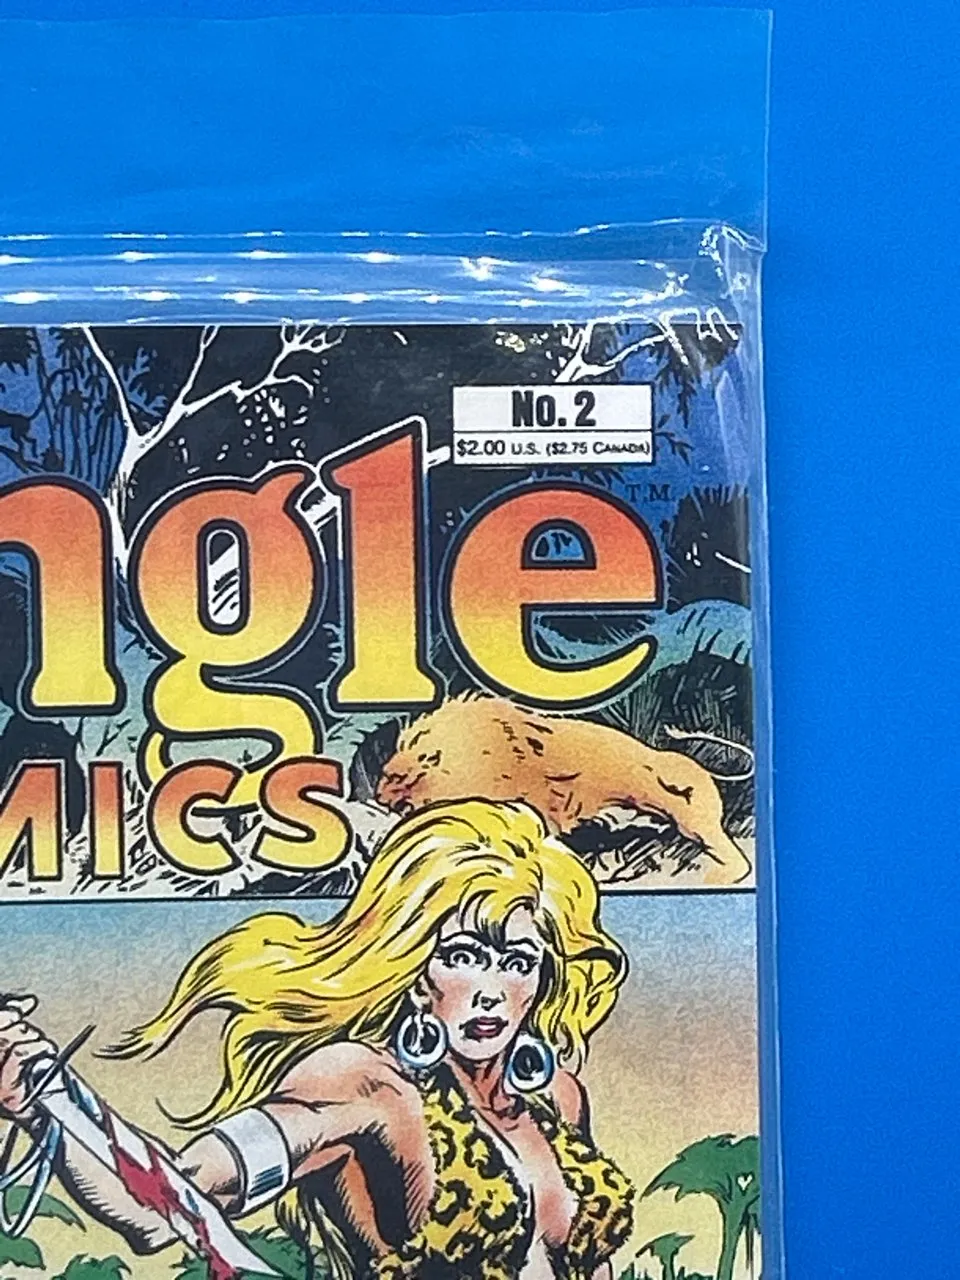 No. 2
$2.00 U.S. ($2.75 CANADA)
ngle T.M.
MICS